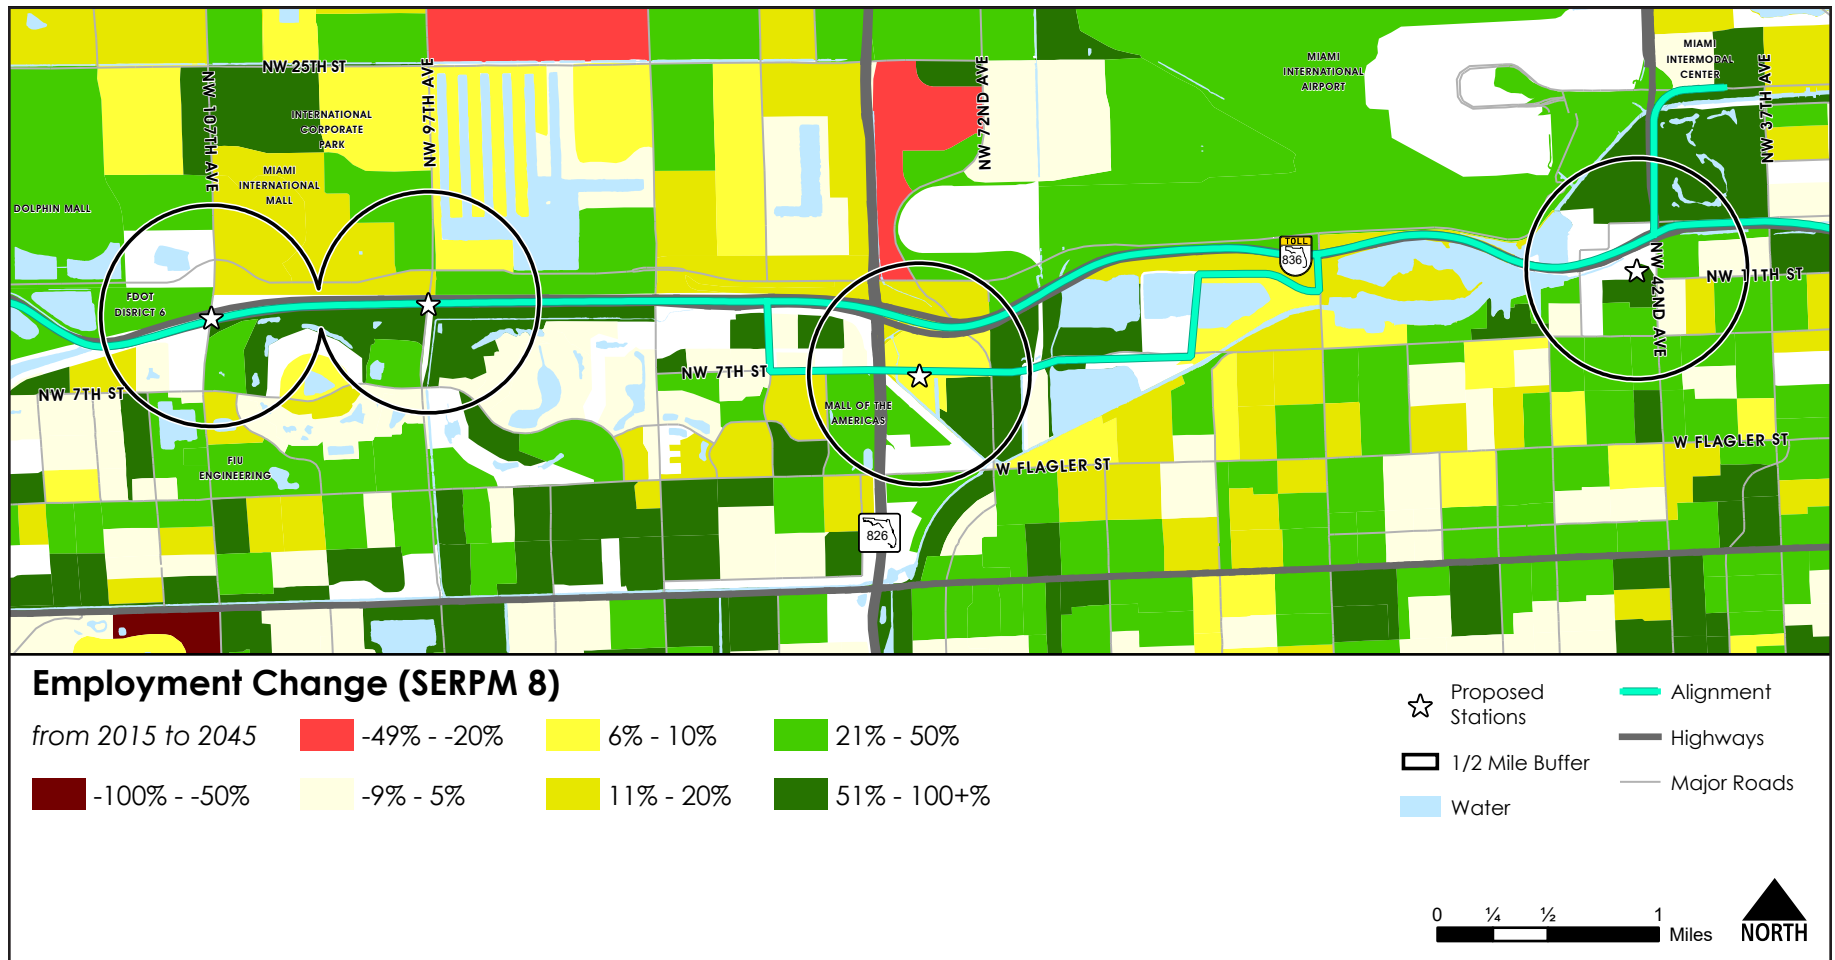 NW 25TH ST
NW 107TH AVE
NW 97TH AVE
INTERNATIONAL
CORPORATE
PARK
MIAMI
INTERNATIONAL
MALL
DOLPHIN MALL
FDOT
DISRICT 6
NW 7TH ST
FIU
ENGINEERING
NW 72ND AVE
NW 7TH ST
MALL OF THE
AMERICAS
W FLAGLER ST
826
MIAMI
INTERNATIONAL
AIRPORT
TOLL
836
MIAMI
INTERMODAL
CENTER
NW 37TH AVE
NW 42ND AVE
NW 11TH ST
W FLAGLER ST
Employment Change (SERPM 8)
from 2015 to 2045
-49% - -20%
6% - 10%
21% - 50%
-100% - -50%
-9% - 5%
11% - 20%
51% - 100+%
Proposed
Stations
1/2 Mile Buffer
Water
Alignment
Highways
Major Roads
0 ¼ ½ 1
Miles
NORTH